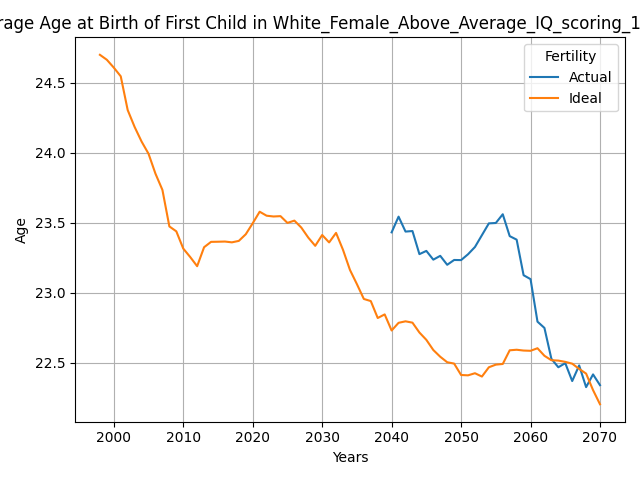 rage Age at Birth of First Child in White_Female_Above_Average_IQ_scoring_1
Fertility
Actual
Ideal
24.5
24.0
23.5
23.0
22.5
Age
2000 2010 2020 2030 2040 2050 2060 2070
Years